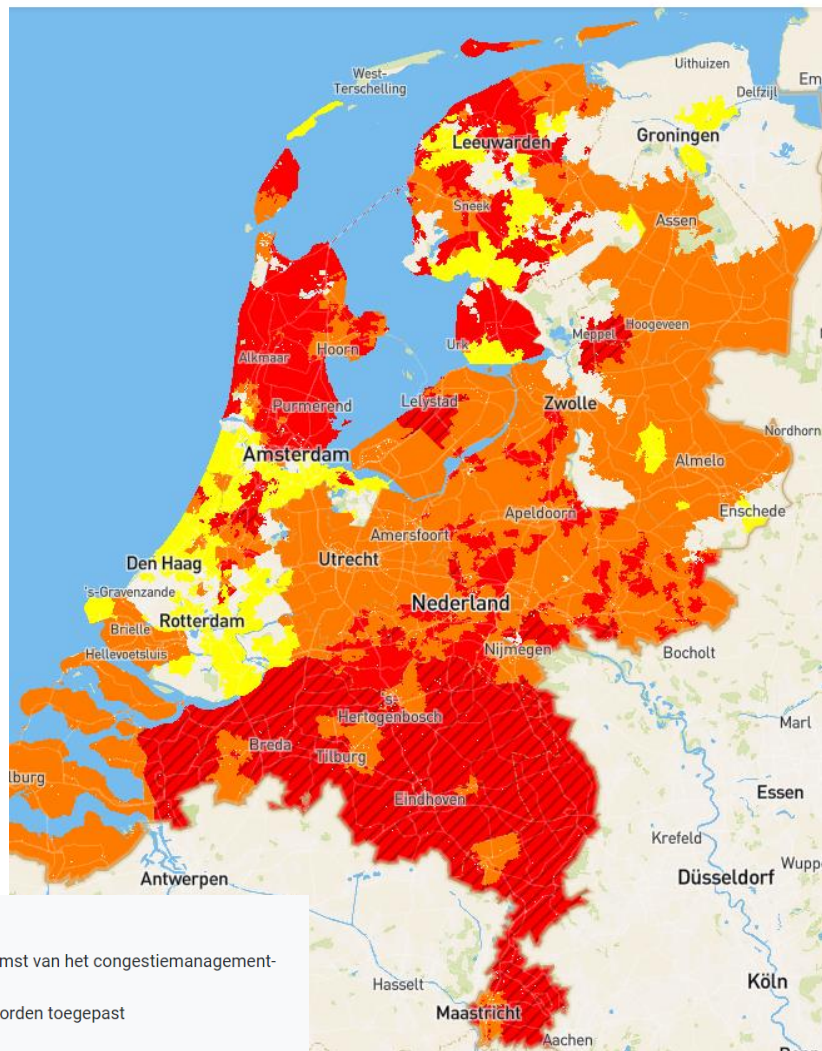 Uithuizen
Em
West-
Terschelling
Delfzijl
Groningen
Leeuwarden
Sneek
Assen
Meppel
Hoogeveen
Urk
Hoorn
Alkmaar
Lelystad
Purmerend
Zwolle
Nordhorn
Amsterdam
Almelo
Enschede
Apeldoorn
Amersfoort
Utrecht
Den Haag
's-Gravenzande
Nederland
Rotterdam
Brielle
Hellevoetsluis
Nijmegen
Bocholt
's-
Hertogenbosch
Marl
Breda
Tilburg
lburg
Eindhoven
Essen
Krefeld
Wuppe
Antwerpen
Düsseldorf
mst van het congestiemanagement-
Hasselt
Köln
orden toegepast
Maastricht
Aachen